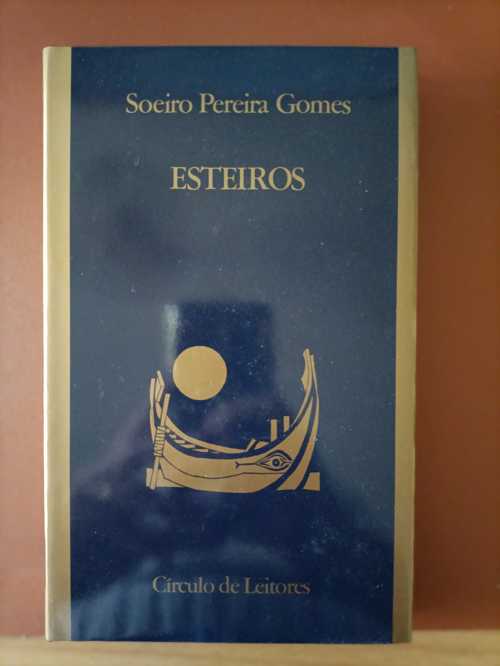 Soeiro Pereira Gomes
ESTEIROS
Círculo de Leitores